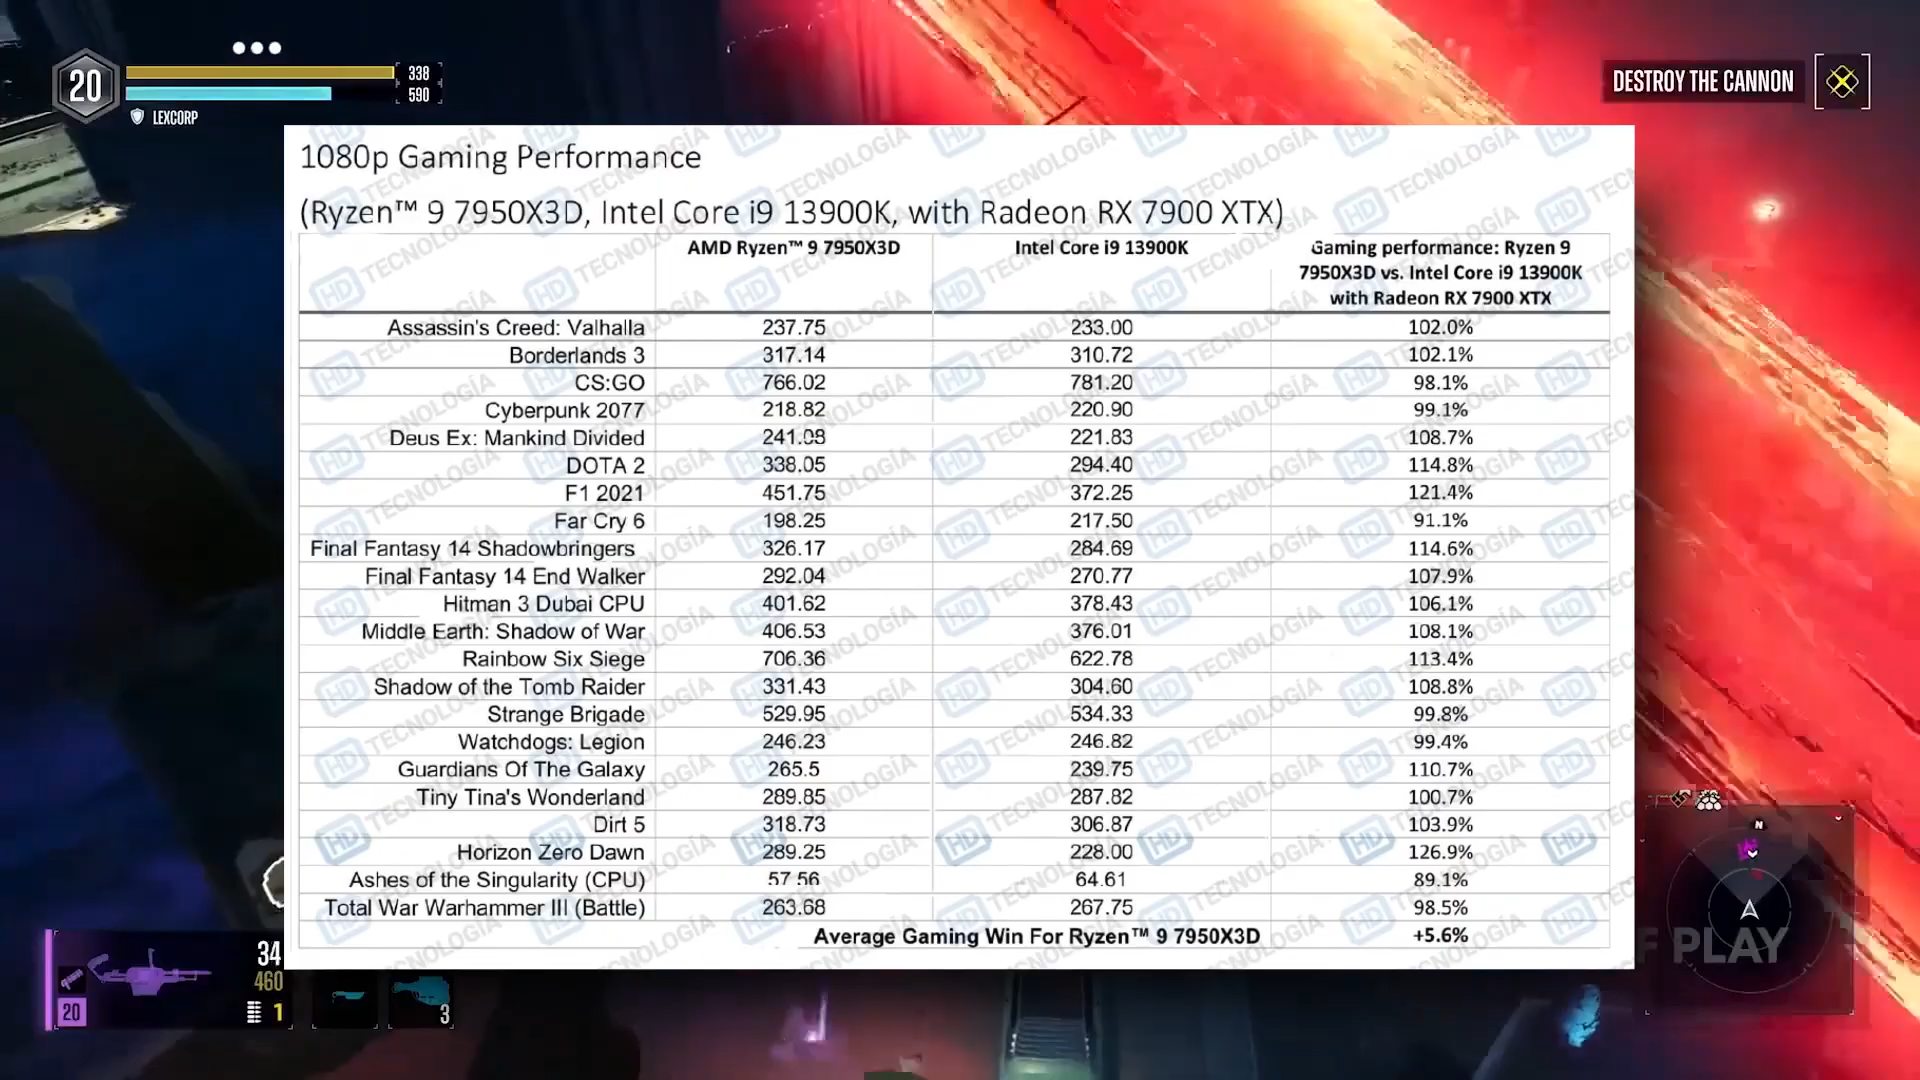 20
338
590
LEXCORP
DESTROY THE CANNON
1080p Gaming Performance
(Ryzen™ 9 7950X3D, Intel Core i9 13900K, with Radeon RX 7900 XTX)
AMD Ryzen™ 9 7950X3D Intel Core i9 13900K Gaming performance: Ryzen 9
7950X3D vs. Intel Core i9 13900K
with Radeon RX 7900 XTX
Assassin's Creed: Valhalla 237.75 233.00 102.0%
Borderlands 3 317.14 310.72 102.1%
CS:GO 766.02 781.20 98.1%
Cyberpunk 2077 218.82 220.90 99.1%
Deus Ex: Mankind Divided 241.08 221.83 108.7%
DOTA 2 338.05 294.40 114.8%
F1 2021 451.75 372.25 121.4%
Far Cry 6 198.25 217.50 91.1%
Final Fantasy 14 Shadowbringers 326.17 284.69 114.6%
Final Fantasy 14 End Walker 292.04 270.77 107.9%
Hitman 3 Dubai CPU 401.62 378.43 106.1%
Middle Earth: Shadow of War 406.53 376.01 108.1%
Rainbow Six Siege 706.36 622.78 113.4%
Shadow of the Tomb Raider 331.43 304.60 108.8%
Strange Brigade 529.95 534.33 99.8%
Watchdogs: Legion 246.23 246.82 99.4%
Guardians Of The Galaxy 265.5 239.75 110.7%
Tiny Tina's Wonderland 289.85 287.82 100.7%
Dirt 5 318.73 306.87 103.9%
Horizon Zero Dawn 289.25 228.00 126.9%
Ashes of the Singularity (CPU) 57.56 64.61 89.1%
Total War Warhammer III (Battle) 263.68 267.75 98.5%
Average Gaming Win For Ryzen™ 9 7950X3D +5.6%
HD TECNOLOGÍA
N
F PLAY
34
460
20
1
3